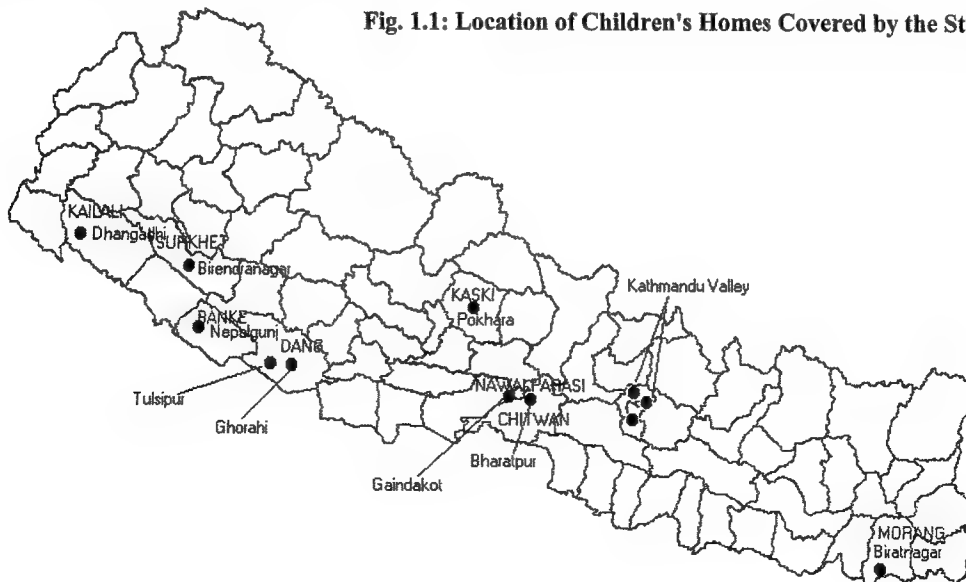 Fig. 1.1: Location of Children's Homes Covered by the St
KAILALI
Dhangadhi
SURKHET
Birendranagar
KASKI
Pokhara
Kathmandu Valley
BANKE
Nepalgunj
DANG
Tulsipur
Ghorahi
NAWALPARASI
CHITWAN
Bharatpur
Gaindakot
MORANG
Biratnagar